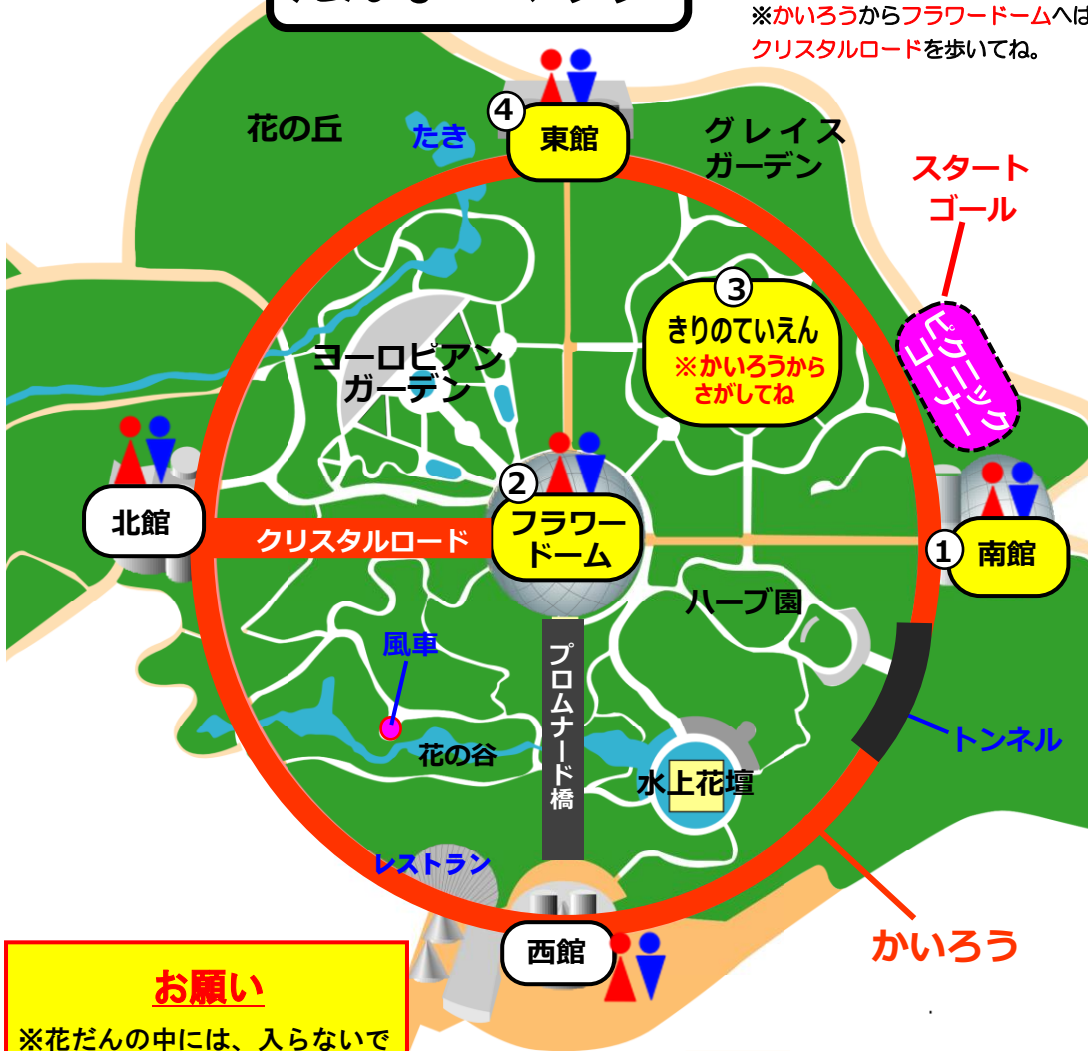 ※かいろうからフラワードームへは
クリスタルロードを歩いてね。
花の丘
たき
④
東館
グレイス
ガーデン
スタート
ゴール
ピクニック
コーナー
③
きりのていえん
※かいろうから
さがしてね
ヨーロピアン
ガーデン
北館
クリスタルロード
②
フラワー
ドーム
①
南館
ハーブ園
風車
プロムナード橋
トンネル
花の谷
水上花壇
レストラン
かいろう
西館
お願い
※花だんの中には、入らないで